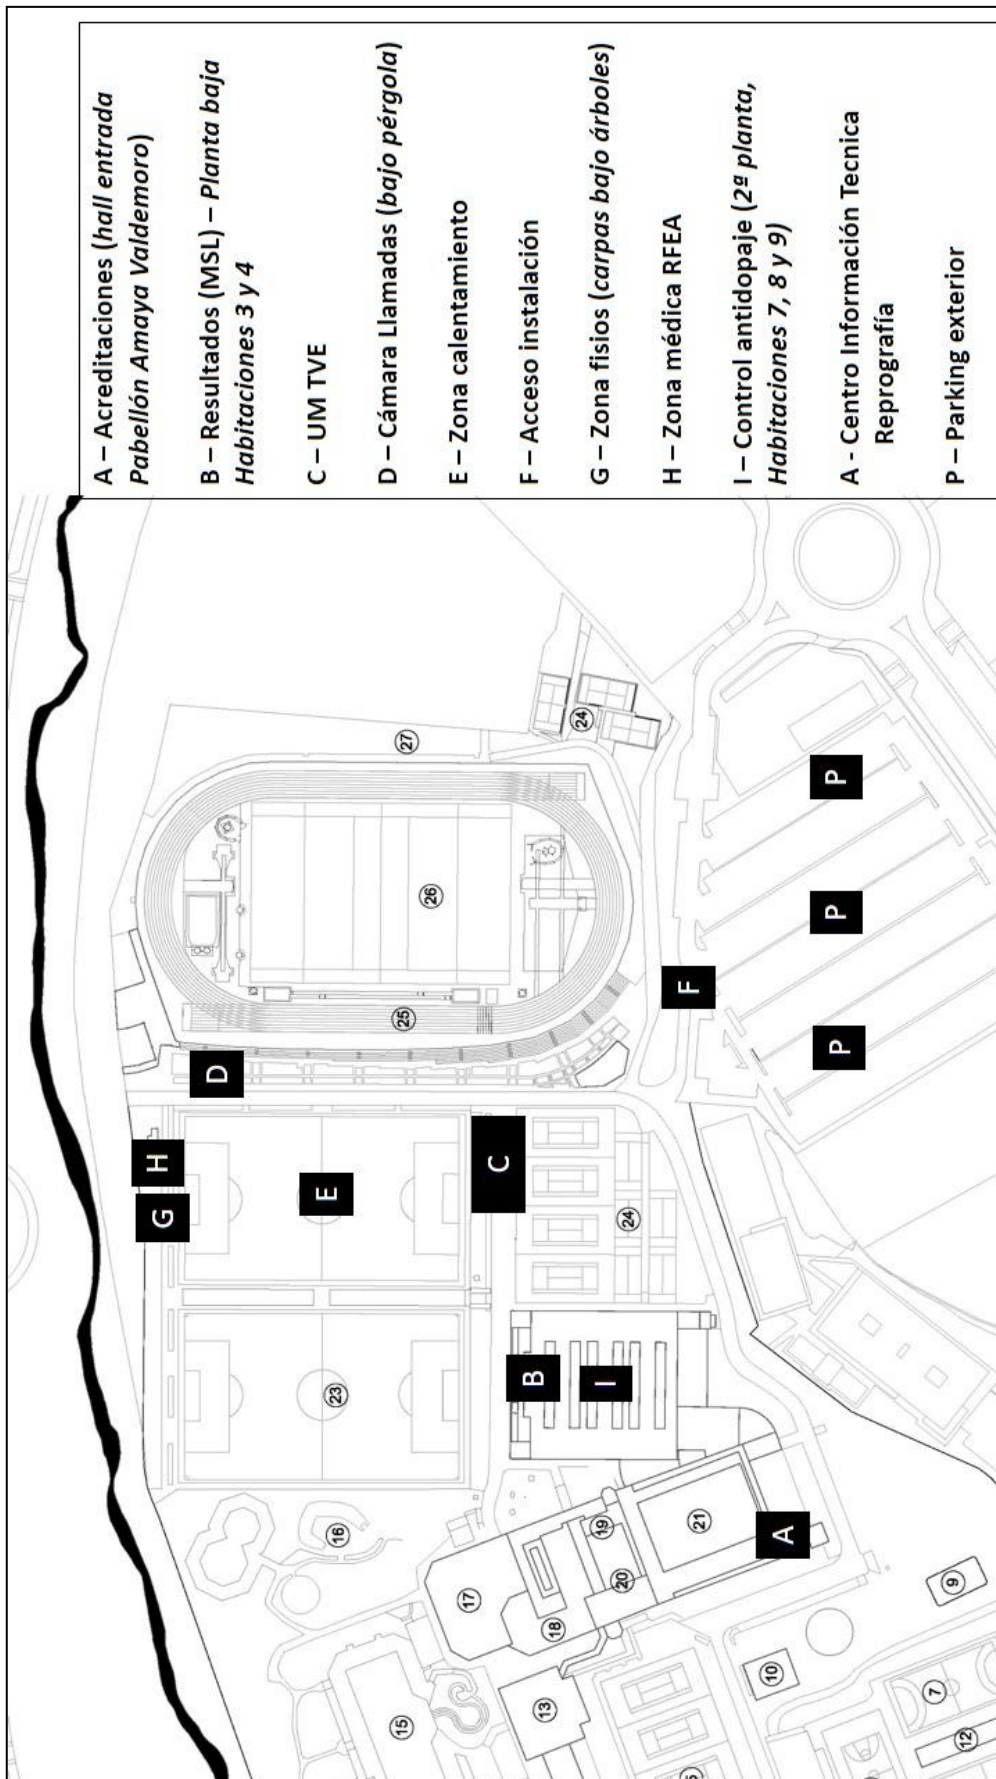 A – Acreditaciones (hall entrada
Pabellón Amaya Valdemoro)
B – Resultados (MSL) – Planta baja
Habitaciones 3 y 4
C – UM TVE
D – Cámara Llamadas (bajo pérgola)
E – Zona calentamiento
F – Acceso instalación
G – Zona fisios (carpas bajo árboles)
H – Zona médica RFEA
I – Control antidopaje (2ª planta,
Habitaciones 7, 8 y 9)
A - Centro Información Tecnica
Reprografía
P – Parking exterior
G
H
D
16
23
E
25
26
27
15
17
C
13
18
B
20
19
I
24
24
21
F
10
A
P
P
P
7
9
12